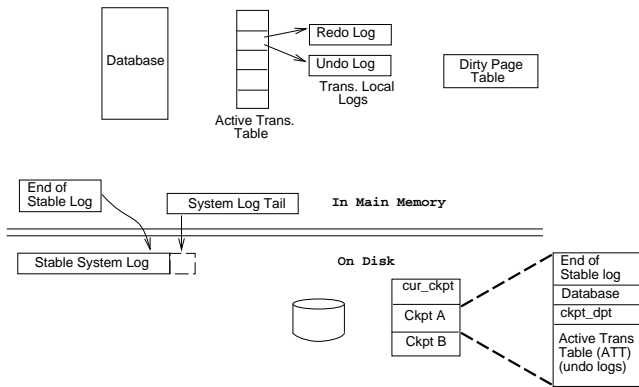 Database
Redo Log
Undo Log
Trans. Local
Logs
Active Trans.
Table
Dirty Page
Table
End of
Stable Log
System Log Tail
In Main Memory
Stable System Log
On Disk
cur_ckpt
Ckpt A
Ckpt B
End of
Stable log
Database
ckpt_dpt
Active Trans
Table (ATT)
(undo logs)